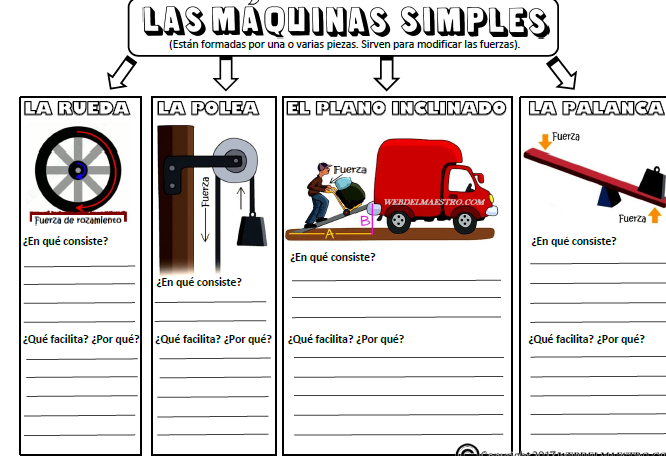 LAS MÁQUINAS SIMPLES
(Están formadas por una o varias piezas. Sirven para modificar las fuerzas).
LA RUEDA
Fuerza de rozamiento
¿En qué consiste?
¿Qué facilita? ¿Por qué?
LA POLEA
Fuerza
¿En qué consiste?
¿Qué facilita? ¿Por qué?
EL PLANO INCLINADO
Fuerza
WEBDELMAESTRO.COM
B
A
¿En qué consiste?
¿Qué facilita? ¿Por qué?
LA PALANCA
Fuerza
Fuerza
¿En qué consiste?
¿Qué facilita? ¿Por qué?
©